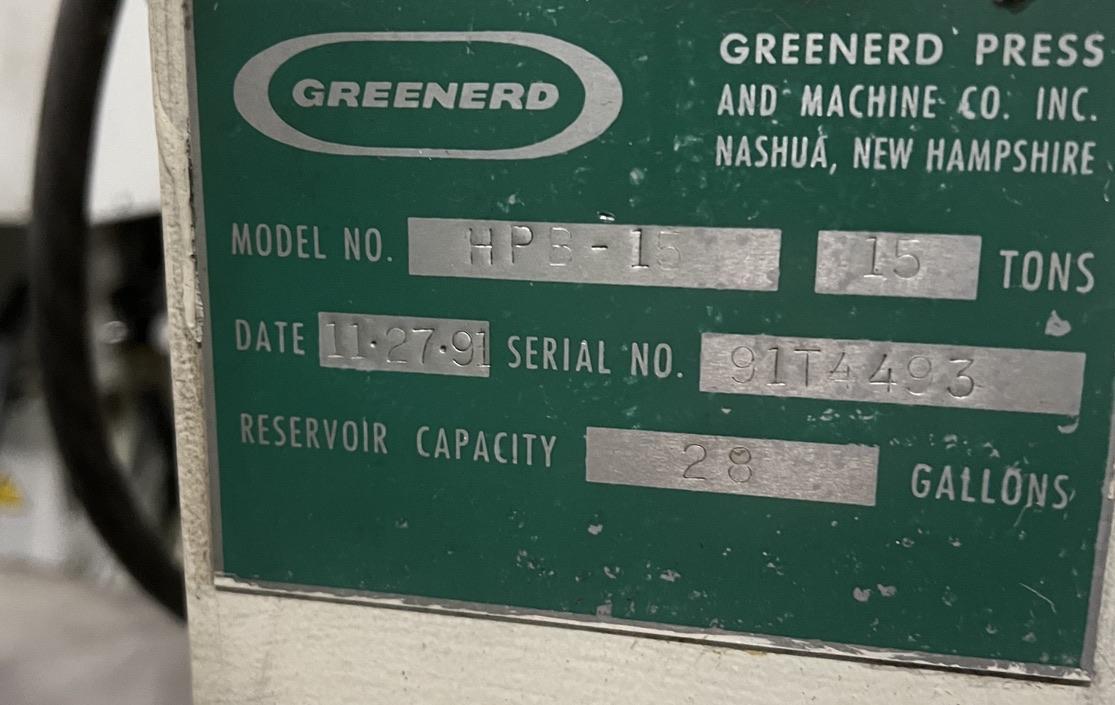 GREENERD
GREENERD PRESS
AND MACHINE CO. INC.
NASHUA, NEW HAMPSHIRE
MODEL NO. HPB-15 15 TONS
DATE 11·27·91 SERIAL NO. 91T4493
RESERVOIR CAPACITY 28 GALLONS